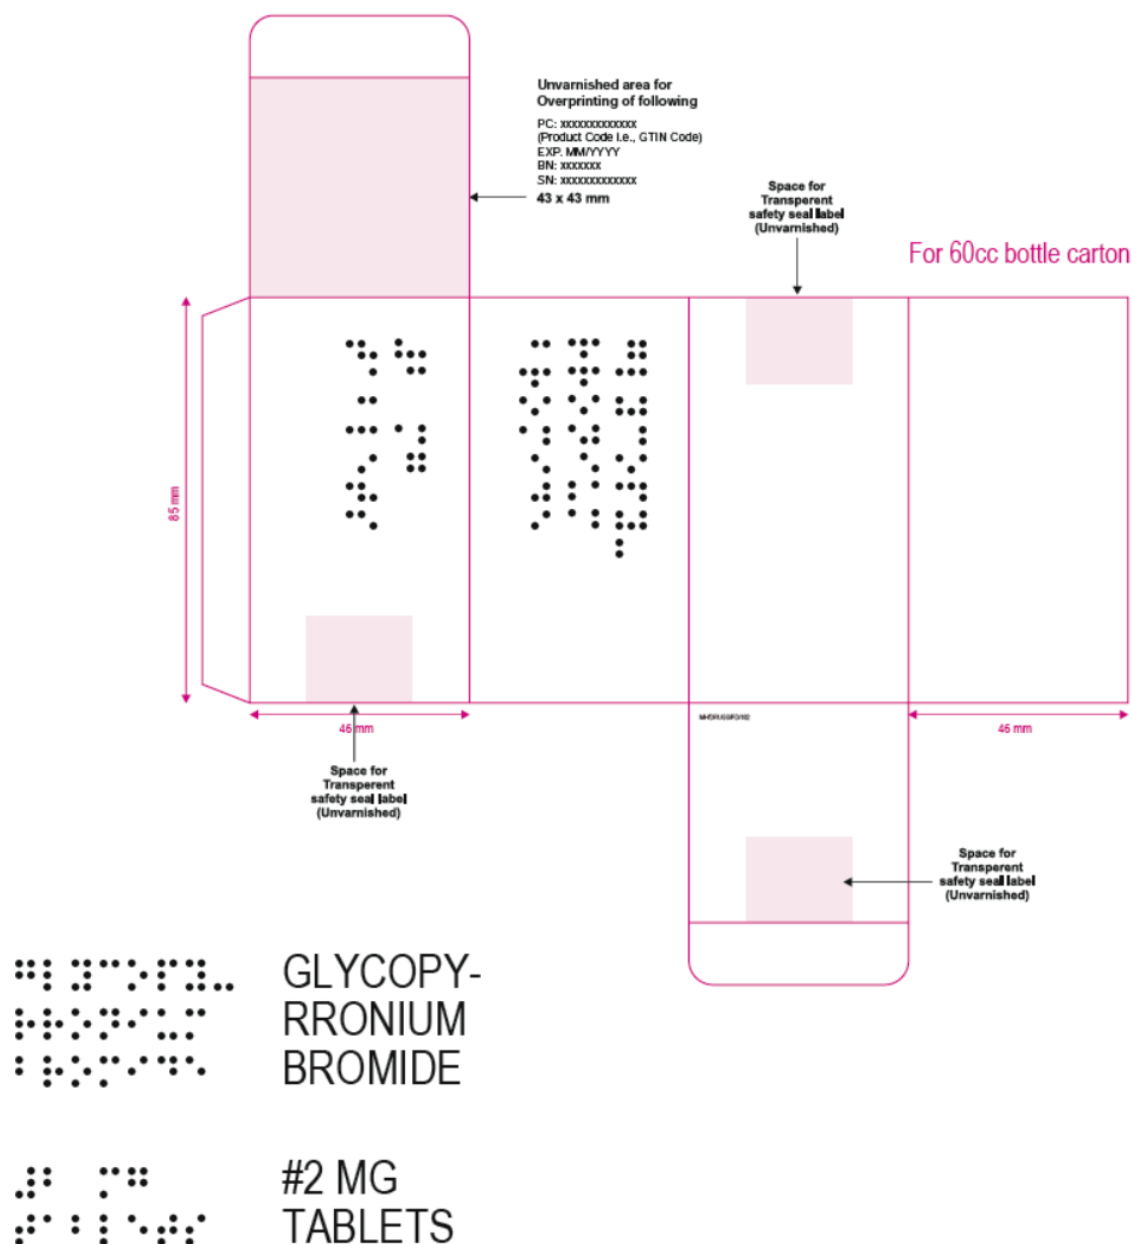 Unvarnished area for
Overprinting of following
PC: xxxxxxxxxxxxx
(Product Code i.e., GTIN Code)
EXP. MM/YYYY
BN: xxxxxxx
SN: xxxxxxxxxxxxx
43 x 43 mm
Space for
Transperent
safety seal label
(Unvarnished)
For 60cc bottle carton
85 mm
46 mm
46 mm
Space for
Transperent
safety seal label
(Unvarnished)
Space for
Transperent
safety seal label
(Unvarnished)
GLYCOPY-
RRONIUM
BROMIDE
#2 MG
TABLETS